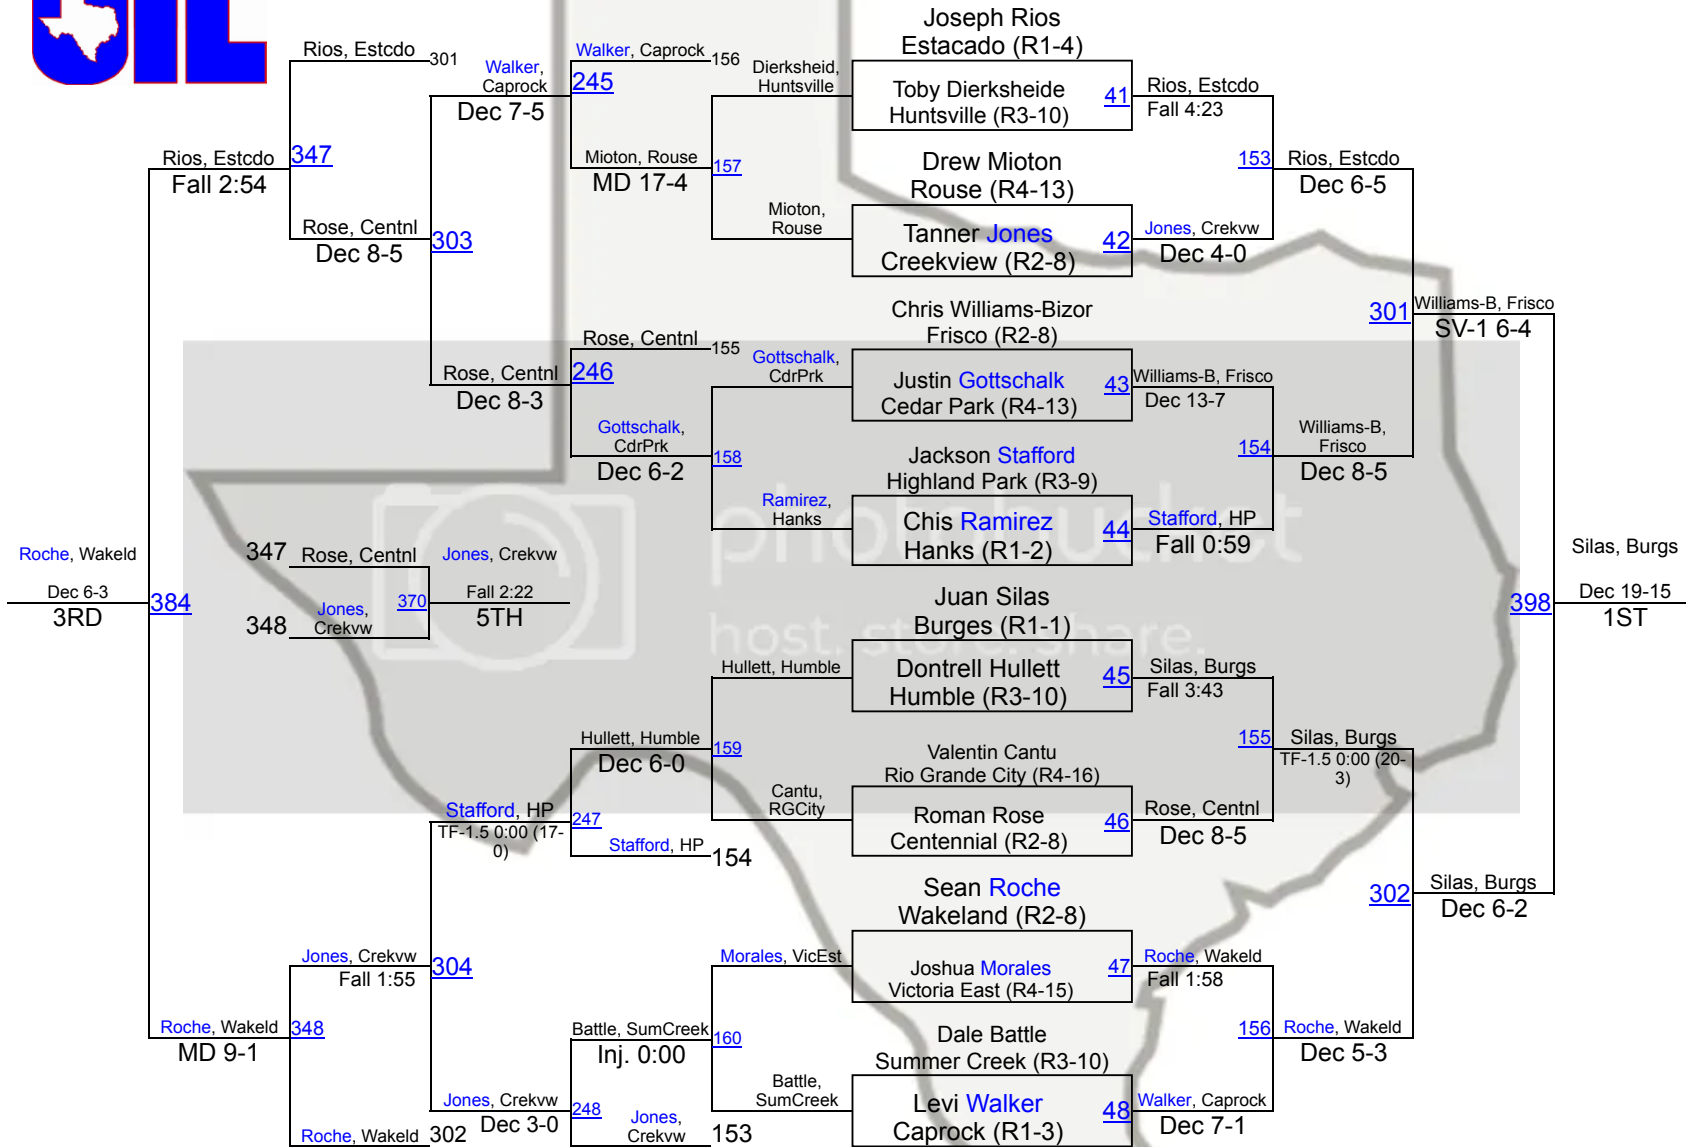 UIL
Rios, Estcdo
301
Rios, Estcdo
347
Fall 2:54
Rose, Centnl
Dec 8-5
303
Walker,
Caprock
Dec 7-5
245
Walker, Caprock
156
Mioton, Rouse
MD 17-4
157
Dierksheid,
Huntsville
Mioton,
Rouse
Rose, Centnl
Dec 8-3
246
Rose, Centnl
155
Gottschalk,
CdrPrk
Dec 6-2
158
Gottschalk,
CdrPrk
Ramirez,
Hanks
Roche, Wakeld
Dec 6-3
3RD
384
347
Rose, Centnl
348
Jones,
Crekvw
370
Jones, Crekvw
Fall 2:22
5TH
Hullett, Humble
Hullett, Humble
Dec 6-0
159
Cantu,
RGCity
Stafford, HP
TF-1.5 0:00 (17-
0)
247
Stafford, HP
154
Jones, Crekvw
Fall 1:55
304
Roche, Wakeld
MD 9-1
348
Roche, Wakeld
302
Jones, Crekvw
Dec 3-0
248
Battle, SumCreek
Inj. 0:00
160
Jones,
Crekvw
153
Morales, VicEst
Battle,
SumCreek
Joseph Rios
Estacado (R1-4)
Toby Dierksheide
Huntsville (R3-10)
41
Rios, Estcdo
Fall 4:23
Drew Mioton
Rouse (R4-13)
Tanner Jones
Creekview (R2-8)
42
Jones, Crekvw
Dec 4-0
153
Rios, Estcdo
Dec 6-5
Chris Williams-Bizor
Frisco (R2-8)
Justin Gottschalk
Cedar Park (R4-13)
43
Williams-B, Frisco
Dec 13-7
Jackson Stafford
Highland Park (R3-9)
Chis Ramirez
Hanks (R1-2)
44
Stafford, HP
Fall 0:59
154
Williams-B,
Frisco
Dec 8-5
301
Williams-B, Frisco
SV-1 6-4
Juan Silas
Burges (R1-1)
Dontrell Hullett
Humble (R3-10)
45
Silas, Burgs
Fall 3:43
Valentin Cantu
Rio Grande City (R4-16)
Roman Rose
Centennial (R2-8)
46
Rose, Centnl
Dec 8-5
155
Silas, Burgs
TF-1.5 0:00 (20-
3)
Sean Roche
Wakeland (R2-8)
Joshua Morales
Victoria East (R4-15)
47
Roche, Wakeld
Fall 1:58
Dale Battle
Summer Creek (R3-10)
Levi Walker
Caprock (R1-3)
48
Walker, Caprock
Dec 7-1
156
Roche, Wakeld
Dec 5-3
302
Silas, Burgs
Dec 6-2
398
Silas, Burgs
Dec 19-15
1ST
photobucket
host. store. share.